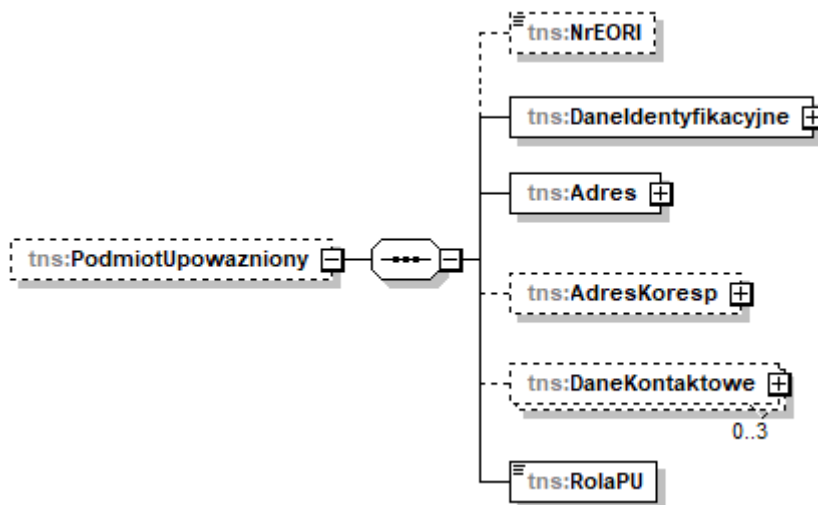 tns:NrEORI
tns:DaneIdentyfikacyjne
tns:Adres
tns:PodmiotUpowazniony
tns:AdresKoresp
tns:DaneKontaktowe
0..3
tns:RolaPU